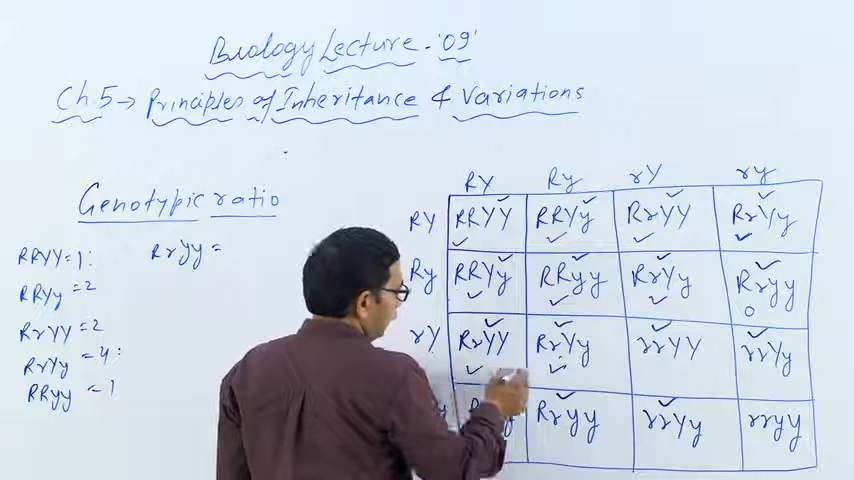 Biology Lecture - '09'
Ch. 5 → Principles of Inheritance & Variations
Genotypic ratio
RRYY = 1 :
RRYy = 2
RrYY = 2
RrYy = 4 :
RRyy = 1
Rryy =
RY Ry rY ry
RY RRYY RRYy RrYY RrYy
Ry RRYy RRyy RrYy Rryy
rY RrYY RrYy rrYY rrYy
y R y Rryy rrYy rryy